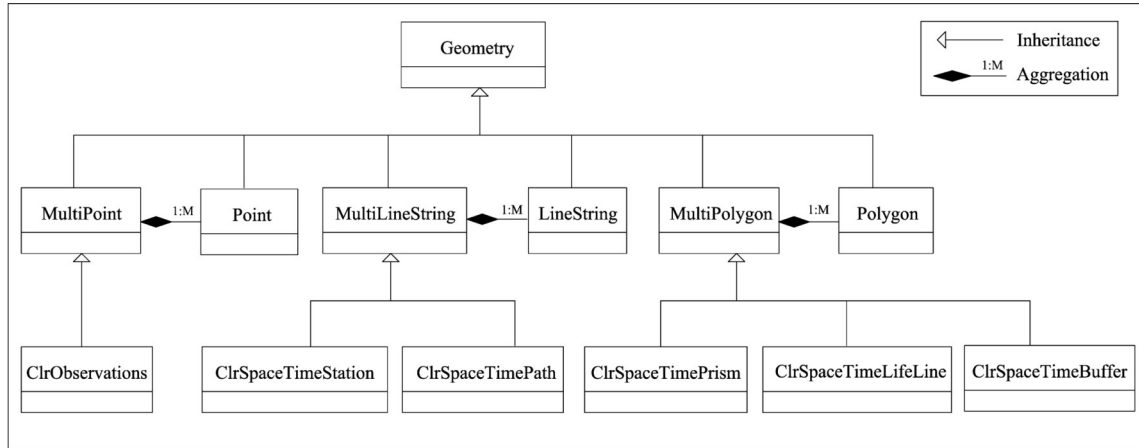 Geometry
Inheritance
1:M
Aggregation
MultiPoint
1:M
Point
MultiLineString
1:M
LineString
MultiPolygon
1:M
Polygon
ClrObservations
ClrSpaceTimeStation
ClrSpaceTimePath
ClrSpaceTimePrism
ClrSpaceTimeLifeLine
ClrSpaceTimeBuffer